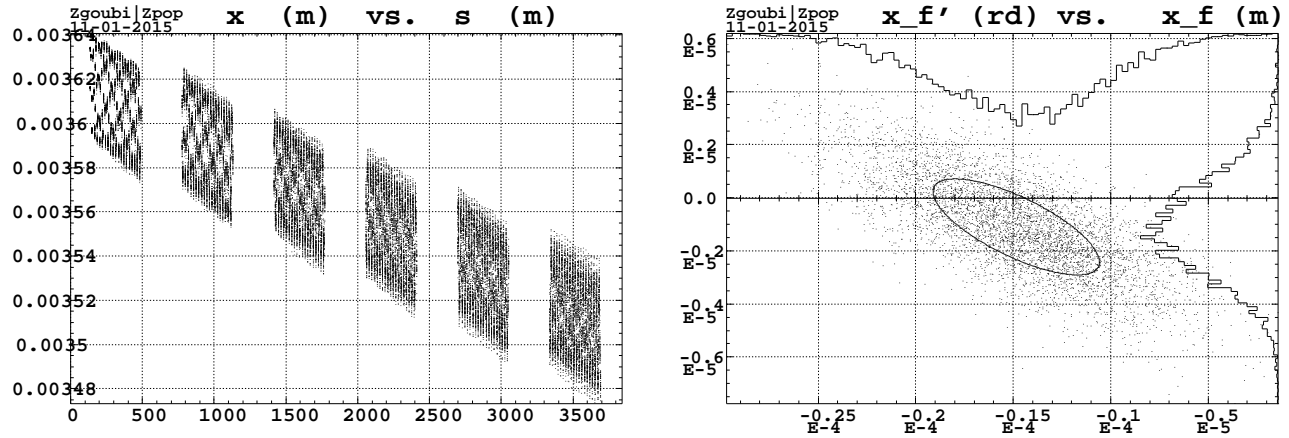 Zgoubi|Zpop
11-01-2015
x (m) vs. s (m)
0.00364
0.00362
0.0036
0.00358
0.00356
0.00354
0.00352
0.0035
0.00348
0 500 1000 1500 2000 2500 3000 3500
Zgoubi|Zpop
11-01-2015
x_f' (rd) vs. x_f (m)
0.6
E-5
0.4
E-5
0.2
E-5
0.0
-0.2
E-5
-0.4
E-5
-0.6
E-5
-0.25 -0.2 -0.15 -0.1 -0.5
E-4 E-4 E-4 E-4 E-5